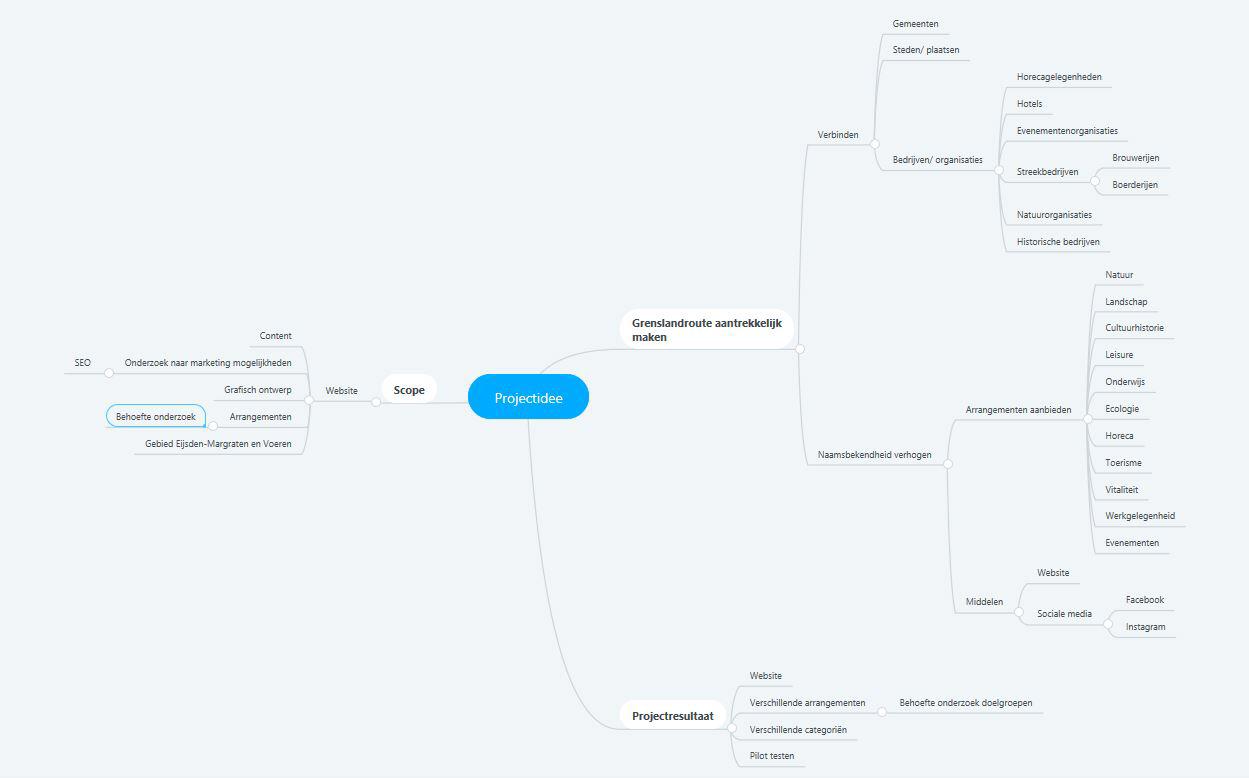 Projectidee
Grenslandroute aantrekkelijk
maken
Verbinden
Gemeenten
Steden/ plaatsen
Bedrijven/ organisaties
Horecagelegenheden
Hotels
Evenementenorganisaties
Streekbedrijven
Brouwerijen
Boerderijen
Natuurorganisaties
Historische bedrijven
Naamsbekendheid verhogen
Arrangementen aanbieden
Natuur
Landschap
Cultuurhistorie
Leisure
Onderwijs
Ecologie
Horeca
Toerisme
Vitaliteit
Werkgelegenheid
Evenementen
Middelen
Website
Sociale media
Facebook
Instagram
Projectresultaat
Website
Verschillende arrangementen
Behoefte onderzoek doelgroepen
Verschillende categoriën
Pilot testen
Scope
Website
Content
Onderzoek naar marketing mogelijkheden
SEO
Grafisch ontwerp
Arrangementen
Behoefte onderzoek
Gebied Eijsden-Margraten en Voeren